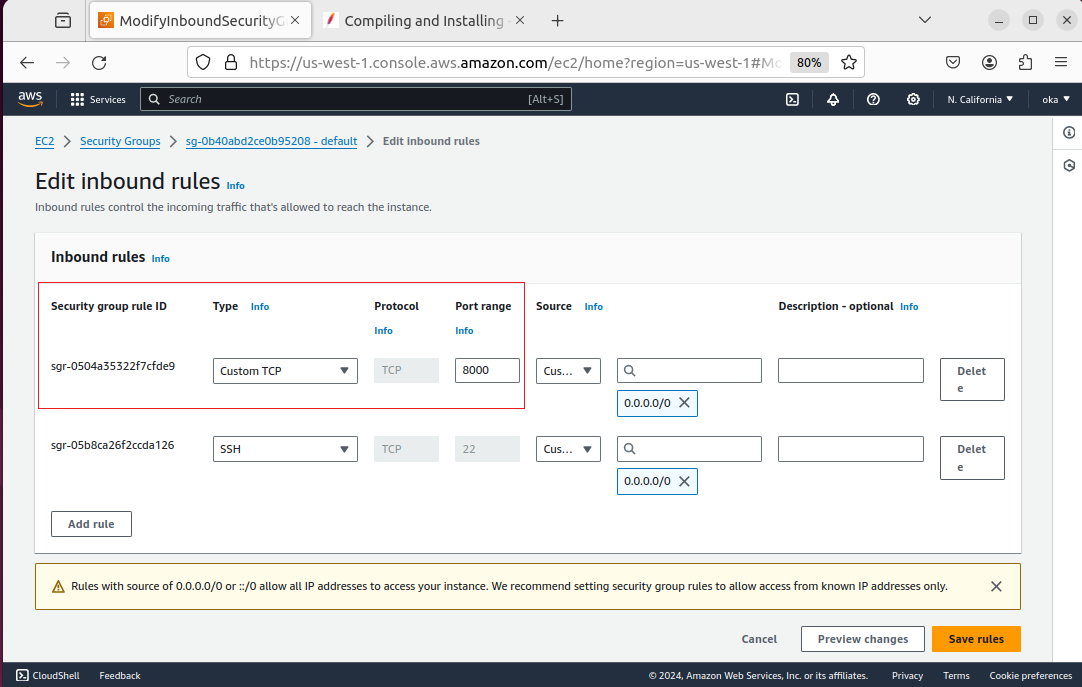 ModifyInboundSecurityG
Compiling and Installing -
https://us-west-1.console.aws.amazon.com/ec2/home?region=us-west-1#Mo
80%
aws
Services
Search
[Alt+S]
N. California
oka
EC2
Security Groups
sg-0b40abd2ce0b95208 - default
Edit inbound rules
Edit inbound rules Info
Inbound rules control the incoming traffic that's allowed to reach the instance.
Inbound rules Info
Security group rule ID
Type Info
Protocol
Info
Port range
Info
Source Info
Description - optional Info
sgr-0504a35322f7cfde9
Custom TCP
TCP
8000
Cus...
0.0.0.0/0
Delet
e
sgr-05b8ca26f2ccda126
SSH
TCP
22
Cus...
0.0.0.0/0
Delet
e
Add rule
Rules with source of 0.0.0.0/0 or ::/0 allow all IP addresses to access your instance. We recommend setting security group rules to allow access from known IP addresses only.
Cancel
Preview changes
Save rules
CloudShell
Feedback
© 2024, Amazon Web Services, Inc. or its affiliates.
Privacy
Terms
Cookie preferences